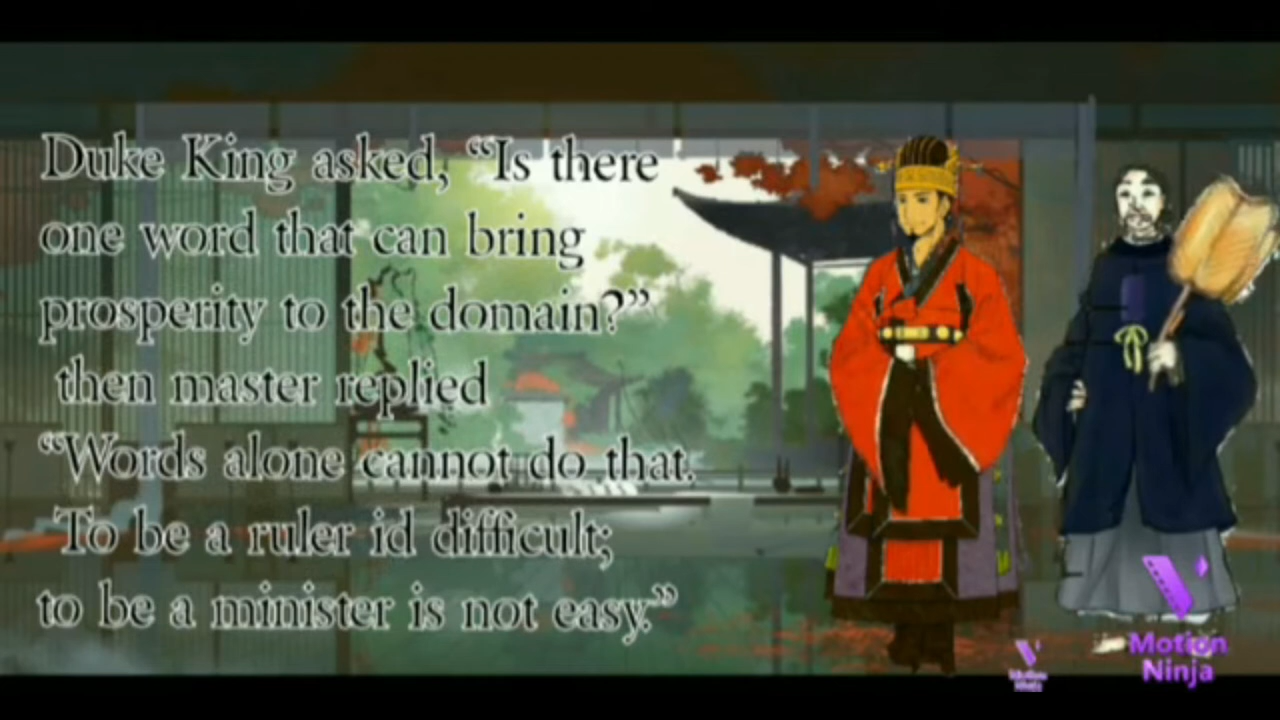 Duke King asked, “Is there
one word that can bring
prosperity to the domain?”
then master replied
“Words alone cannot do that.
To be a ruler id difficult;
to be a minister is not easy.”
Motion
Ninja